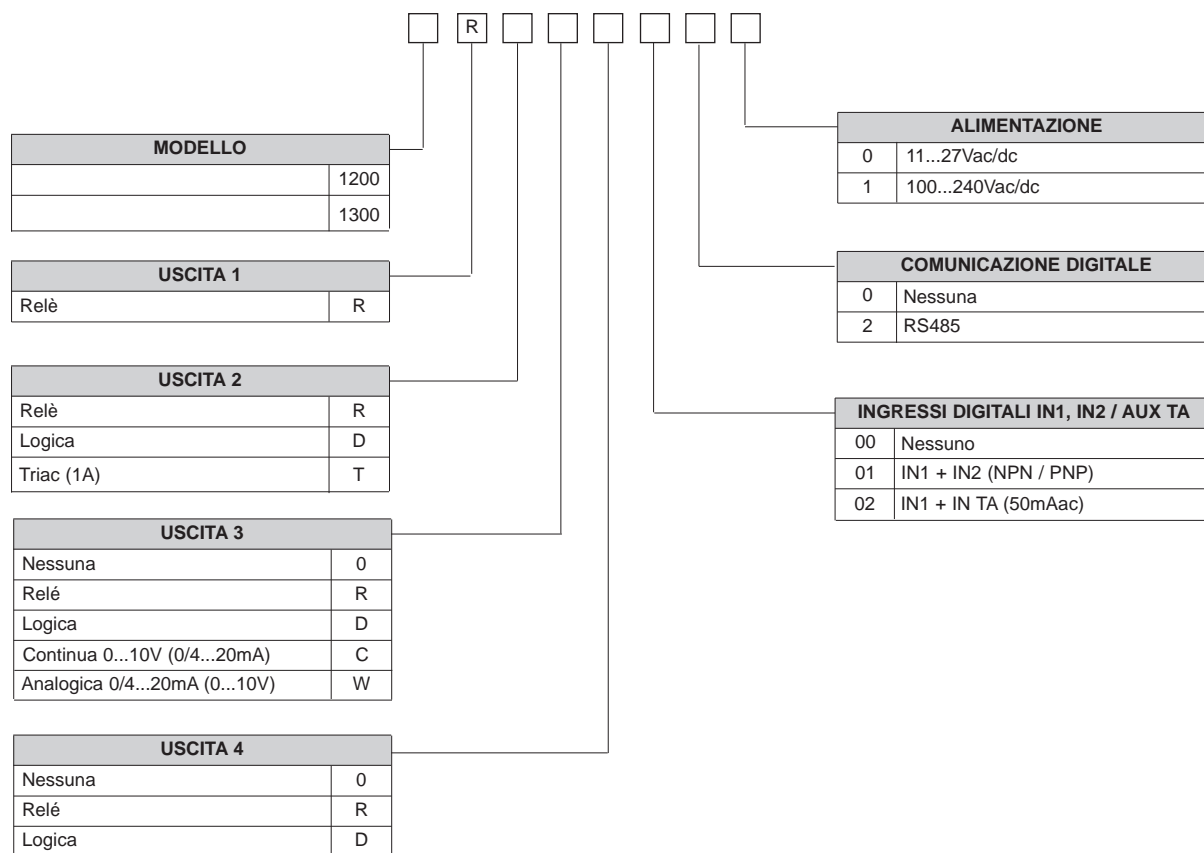 R
MODELLO
1200
1300
USCITA 1
Relè R
USCITA 2
Relè R
Logica D
Triac (1A) T
USCITA 3
Nessuna 0
Relé R
Logica D
Continua 0...10V (0/4...20mA) C
Analogica 0/4...20mA (0...10V) W
USCITA 4
Nessuna 0
Relé R
Logica D
ALIMENTAZIONE
0 11...27Vac/dc
1 100...240Vac/dc
COMUNICAZIONE DIGITALE
0 Nessuna
2 RS485
INGRESSI DIGITALI IN1, IN2 / AUX TA
00 Nessuno
01 IN1 + IN2 (NPN / PNP)
02 IN1 + IN TA (50mAac)